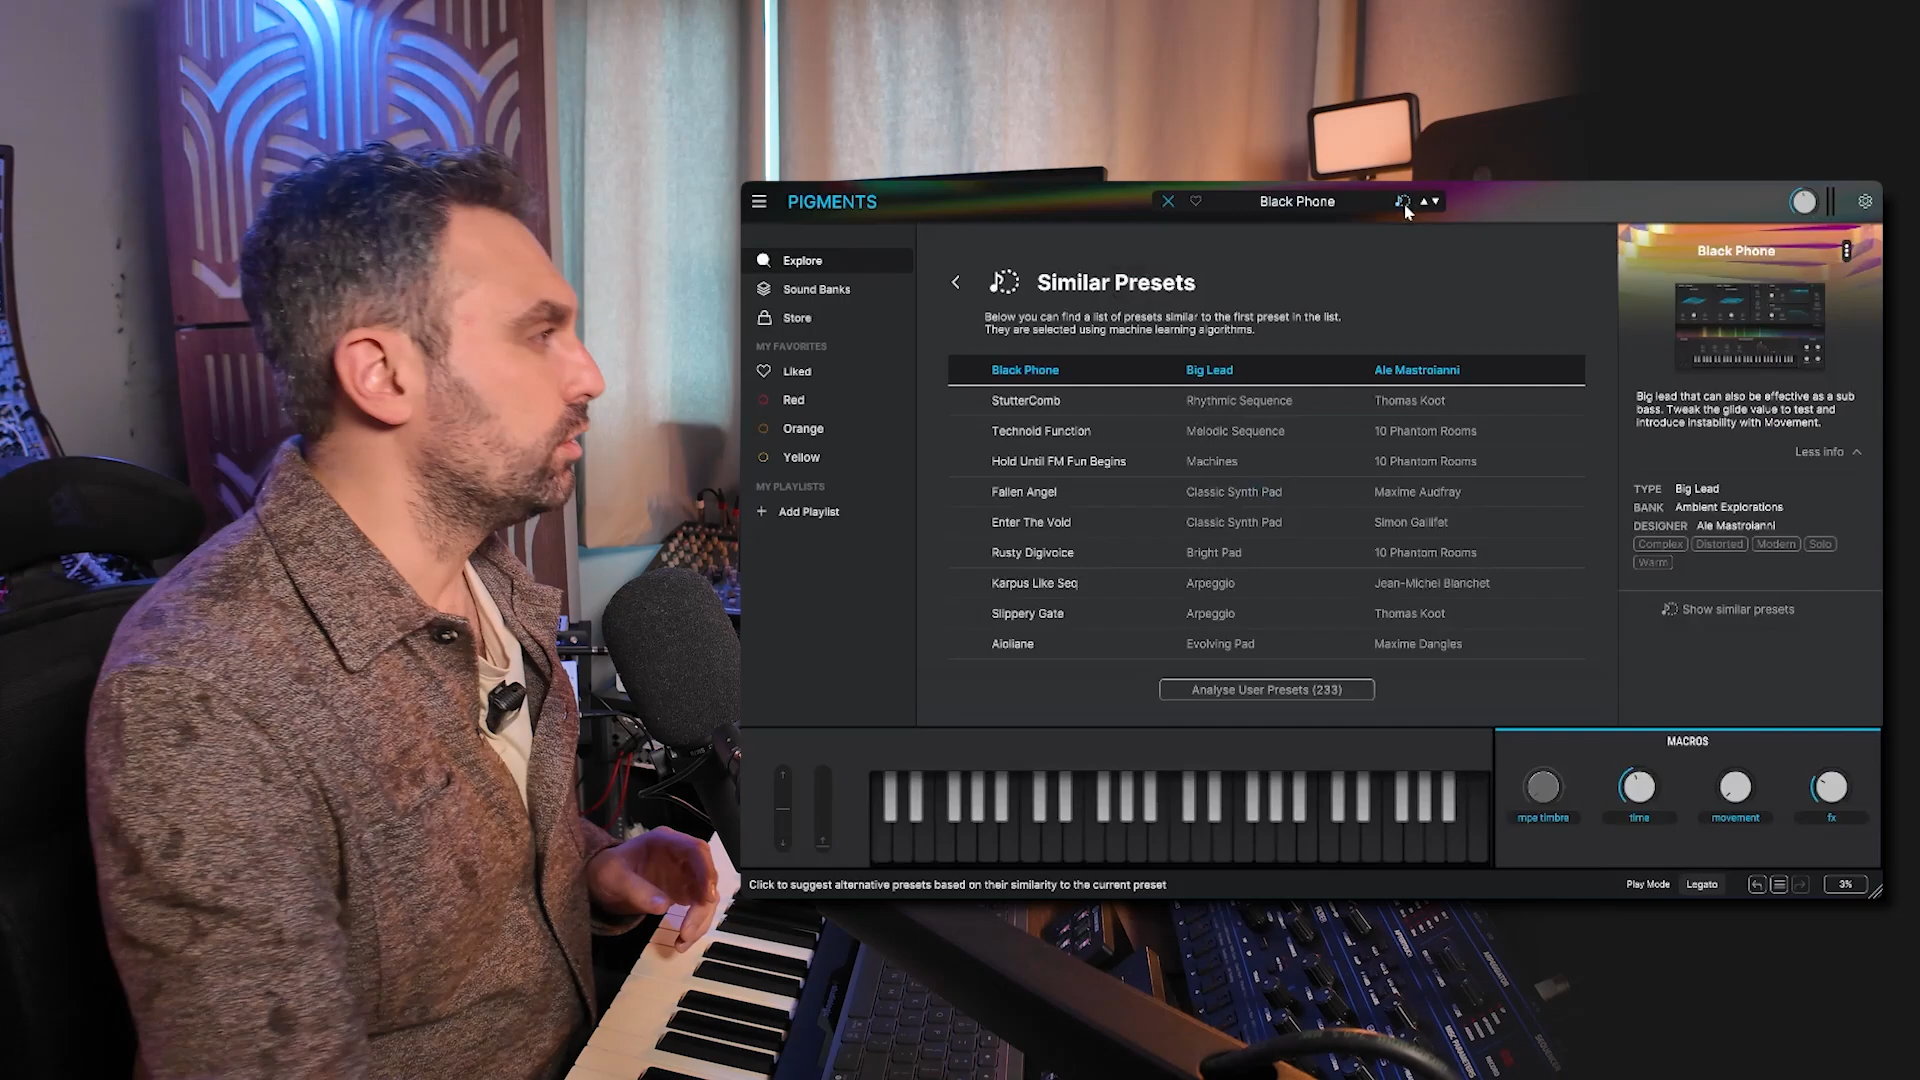 PIGMENTS
Black Phone
Explore
Sound Banks
Store
MY FAVORITES
Liked
Red
Orange
Yellow
MY PLAYLISTS
+ Add Playlist
Similar Presets
Below you can find a list of presets similar to the first preset in the list.
They are selected using machine learning algorithms.
Black Phone Big Lead Ale Mastroianni
StutterComb Rhythmic Sequence Thomas Koot
Technoid Function Melodic Sequence 10 Phantom Rooms
Hold Until FM Fun Begins Machines 10 Phantom Rooms
Fallen Angel Classic Synth Pad Maxime Audfray
Enter The Void Classic Synth Pad Simon Gallifet
Rusty Digivoice Bright Pad 10 Phantom Rooms
Karpus Like Seq Arpeggio Jean-Michel Blanchet
Slippery Gate Arpeggio Thomas Koot
Aioliane Evolving Pad Maxime Dangles
Analyse User Presets (233)
Black Phone
Big lead that can also be effective as a sub
bass. Tweak the glide value to test and
introduce instability with Movement.
Less info
TYPE Big Lead
BANK Ambient Explorations
DESIGNER Ale Mastroianni
Complex Distorted Modern Solo
Warm
Show similar presets
MACROS
mpe timbre time movement fx
Click to suggest alternative presets based on their similarity to the current preset
Play Mode Legato 3%
ARPEGGIATOR
MUSIC PARAMETERS
SEQUENCER